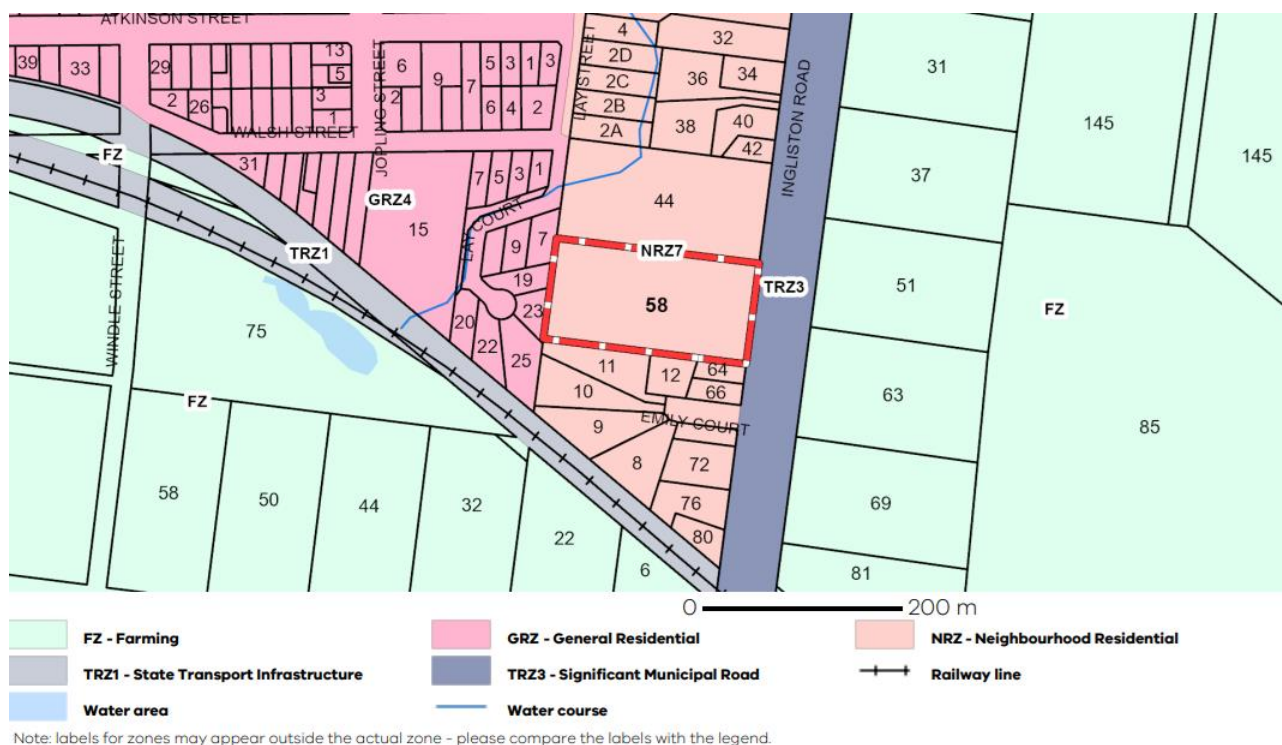 ATKINSON STREET
39
33
29
2
26
13
5
3
1
JOPLING STREET
6
2
9
7
5
3
1
3
6
4
2
WALSH STREET
LAY STREET
4
2D
2C
2B
2A
32
36
34
38
40
42
INGLISTON ROAD
31
145
145
FZ
31
GRZ4
15
7
5
3
1
44
37
TRZ1
LAY COURT
9
7
19
23
20
22
25
NRZ7
58
TRZ3
51
FZ
WINDLE STREET
75
FZ
11
12
64
66
10
EMILY COURT
9
8
72
76
80
63
85
69
81
58
50
44
32
22
6
0 200 m
FZ - Farming
GRZ - General Residential
NRZ - Neighbourhood Residential
TRZ1 - State Transport Infrastructure
TRZ3 - Significant Municipal Road
Railway line
Water area
Water course
Note: labels for zones may appear outside the actual zone - please compare the labels with the legend.